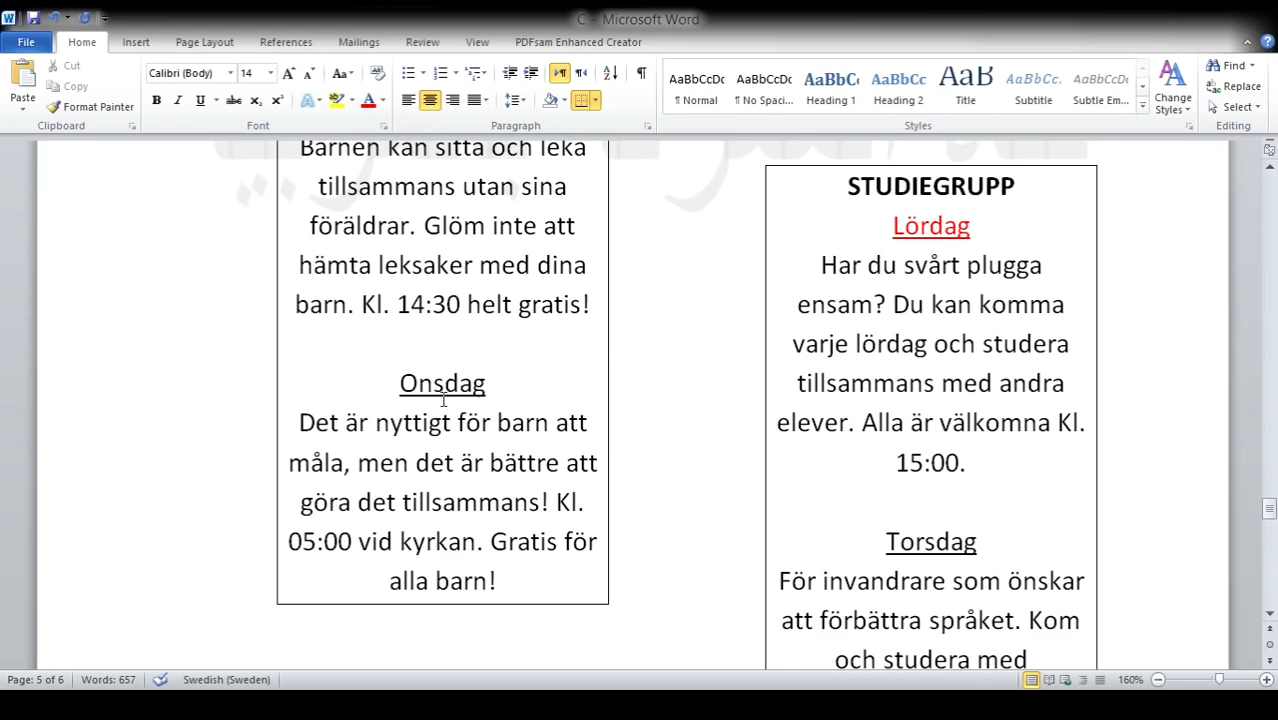 C - Microsoft Word
File Home Insert Page Layout References Mailings Review View PDFsam Enhanced Creator
Paste
Cut
Copy
Format Painter
Clipboard
Calibri (Body) 14
Font
Paragraph
AaBbCcDc AaBbCcDc AaBbC AaBbCc AaB AaBbCc. AaBbCcDc
¶ Normal ¶ No Spaci... Heading 1 Heading 2 Title Subtitle Subtle Em...
Change Styles
Styles
Find
Replace
Select
Editing
Barnen kan sitta och leka
tillsammans utan sina
föräldrar. Glöm inte att
hämta leksaker med dina
barn. Kl. 14:30 helt gratis!
Onsdag
Det är nyttigt för barn att
måla, men det är bättre att
göra det tillsammans! Kl.
05:00 vid kyrkan. Gratis för
alla barn!
STUDIEGRUPP
Lördag
Har du svårt plugga
ensam? Du kan komma
varje lördag och studera
tillsammans med andra
elever. Alla är välkomna Kl.
15:00.
Torsdag
För invandrare som önskar
att förbättra språket. Kom
och studera med
Page: 5 of 6 Words: 657 Swedish (Sweden) 160%